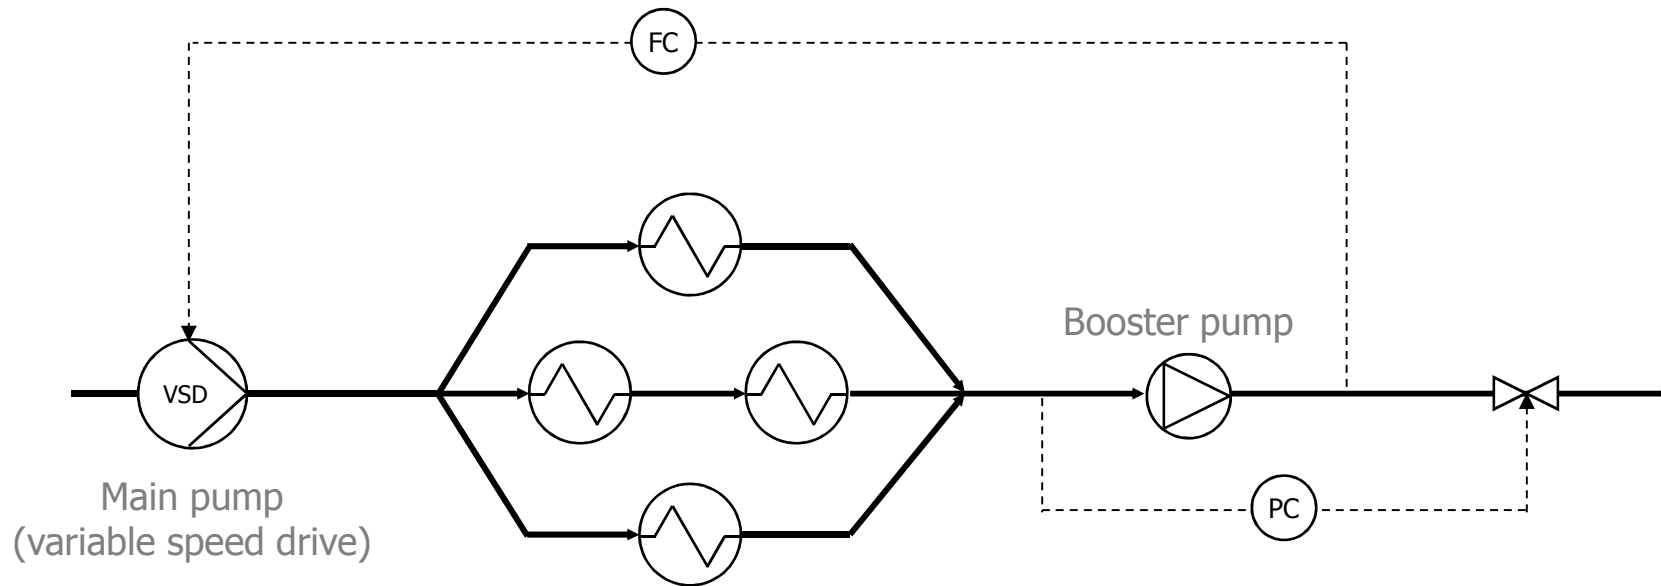 FC
Booster pump
VSD
Main pump
(variable speed drive)
PC